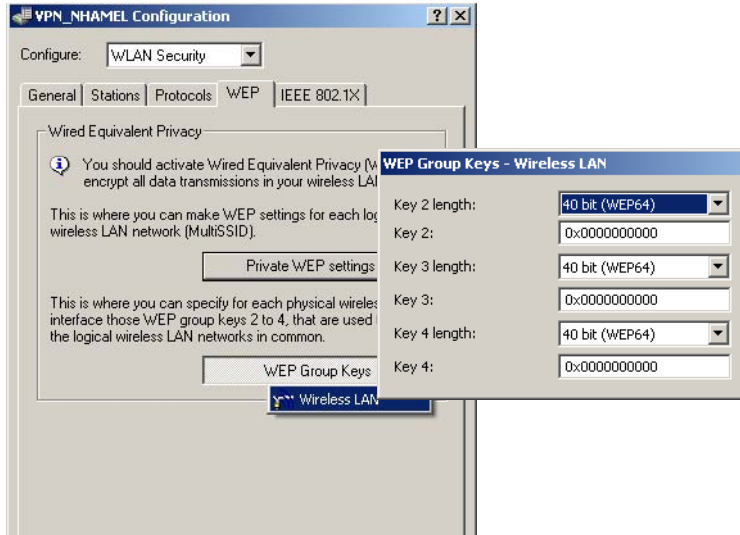 VPN_NHAMEL Configuration
Configure: WLAN Security
General Stations Protocols WEP IEEE 802.1X
Wired Equivalent Privacy
You should activate Wired Equivalent Privacy
encrypt all data transmissions in your wireless
This is where you can make WEP settings for each
wireless LAN network (MultiSSID).
Private WEP settings
This is where you can specify for each physical
interface those WEP group keys 2 to 4, that are used
the logical wireless LAN networks in common.
WEP Group Keys
Wireless LAN
WEP Group Keys - Wireless LAN
Key 2 length: 40 bit (WEP64)
Key 2: 0x0000000000
Key 3 length: 40 bit (WEP64)
Key 3: 0x0000000000
Key 4 length: 40 bit (WEP64)
Key 4: 0x0000000000